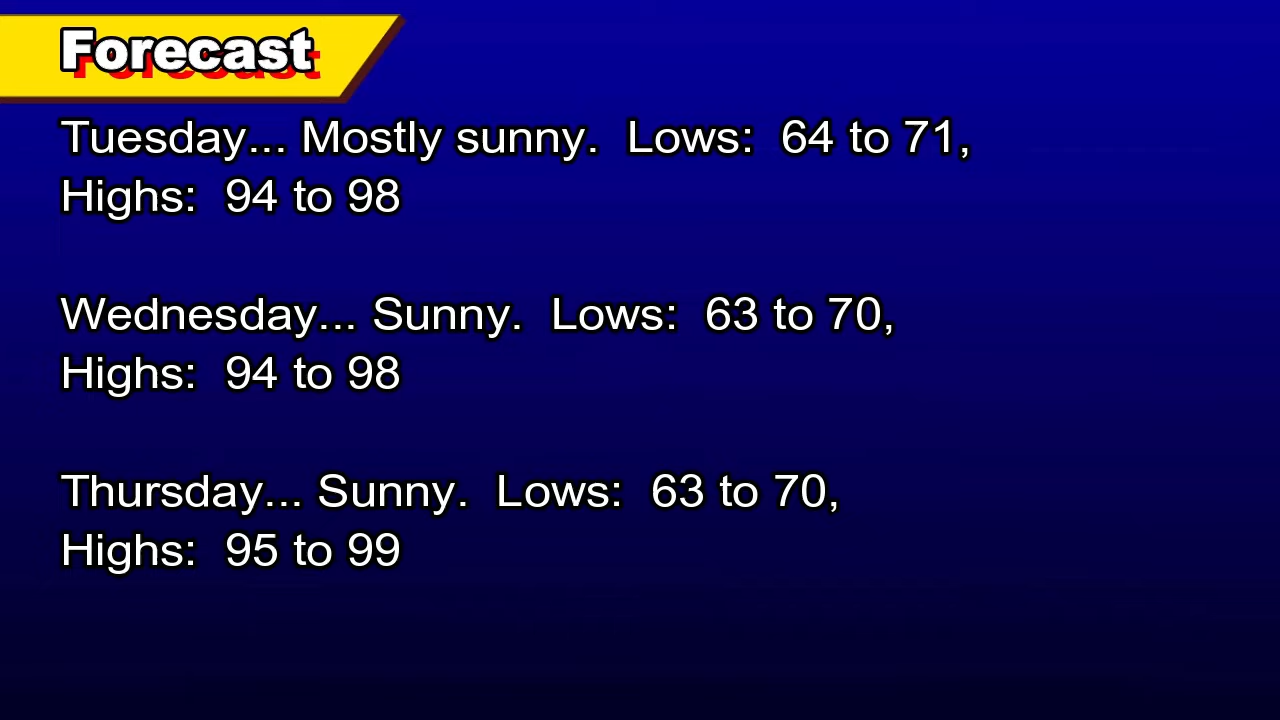 Forecast
Tuesday... Mostly sunny.  Lows:  64 to 71,
Highs:  94 to 98
Wednesday... Sunny.  Lows:  63 to 70,
Highs:  94 to 98
Thursday... Sunny.  Lows:  63 to 70,
Highs:  95 to 99